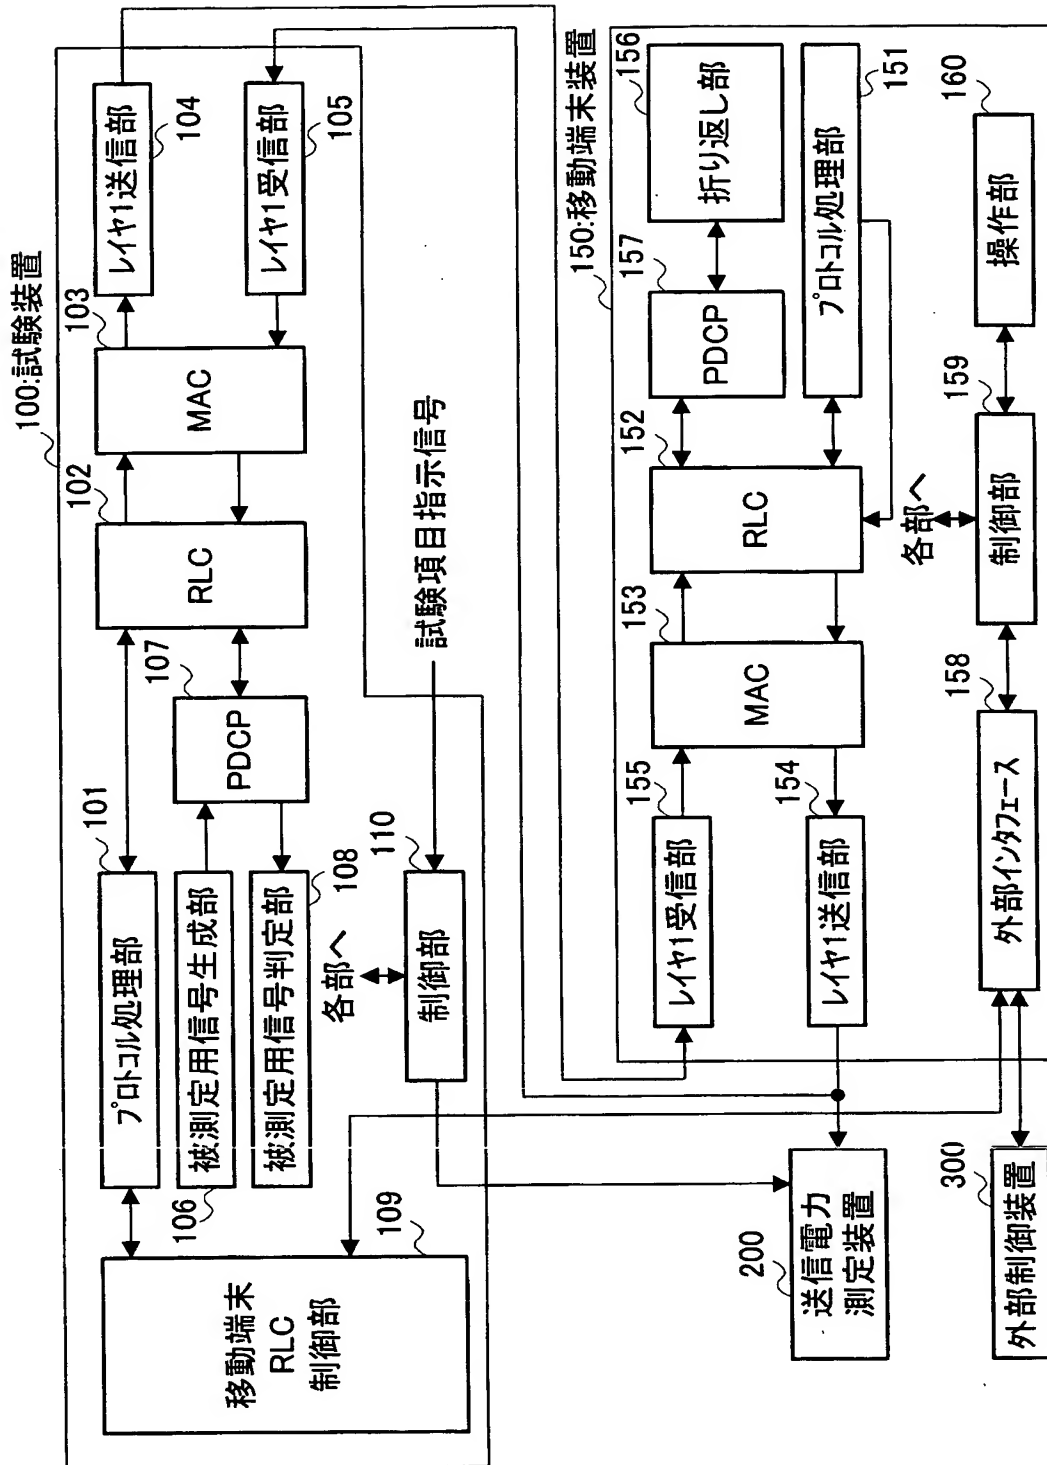 100:試験装置
移動端末
RLC
制御部
109
プロトコル処理部
101
被測定用信号生成部
106
被測定用信号判定部
108
PDCP
107
RLC
102
MAC
103
レイヤ1送信部
104
レイヤ1受信部
105
各部へ
制御部
110
試験項目指示信号
150:移動端末装置
レイヤ1受信部
155
レイヤ1送信部
154
MAC
153
RLC
152
PDCP
157
折り返し部
156
プロトコル処理部
151
各部へ
外部インタフェース
158
制御部
159
操作部
160
200
送信電力
測定装置
300
外部制御装置